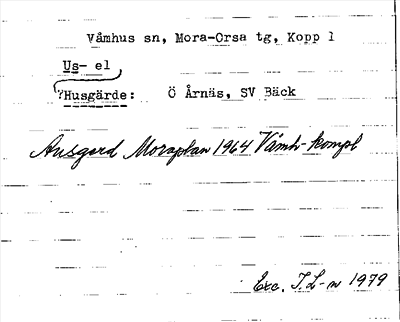 Våmhus sn, Mora-Orsa tg, Kopp 1
Us- el
?Husgärde: Ö Årnäs, SV Bäck
Ausgard Moraplan 1964 Våmh-kompl
Exc. T.L-m 1979